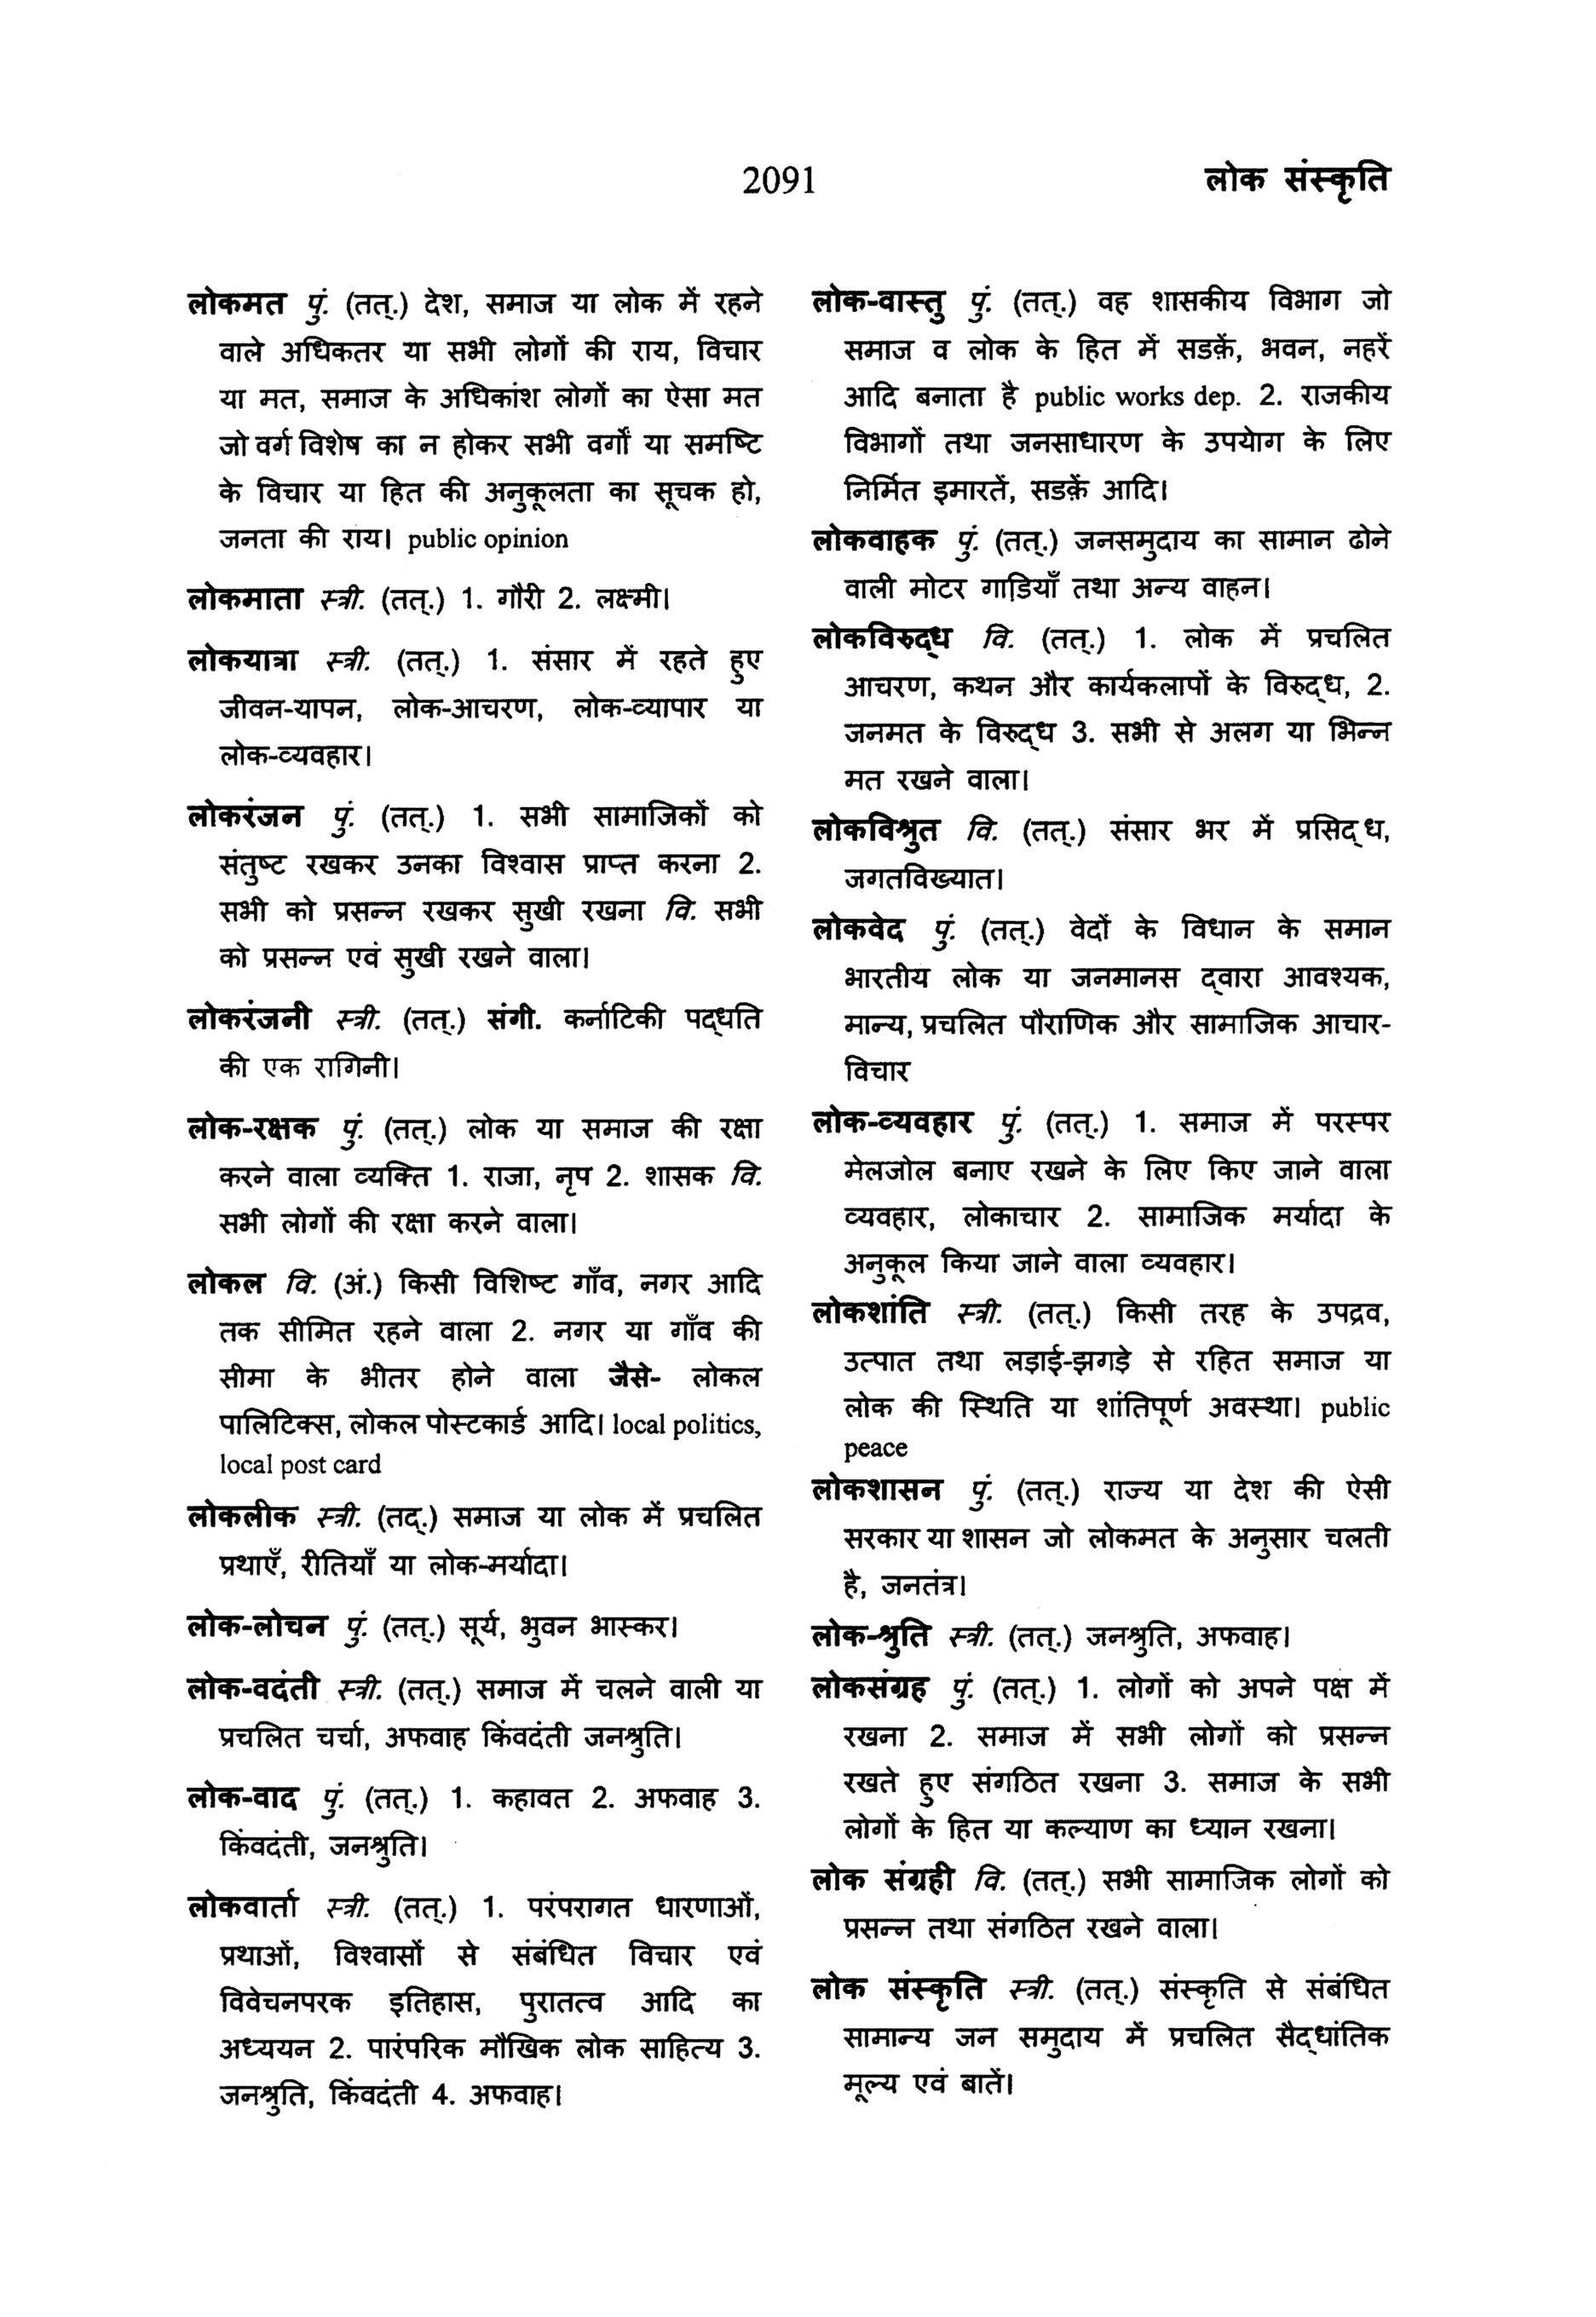 2091
लोक संस्कृति
लोकमत पुं. (तत्.) देश, समाज या लोक में रहने
वाले अधिकतर या सभी लोगों की राय, विचार
या मत, समाज के अधिकांश लोगों का ऐसा मत
जो वर्ग विशेष का न होकर सभी वर्गों या समष्टि
के विचार या हित की अनुकूलता का सूचक हो,
जनता की राय। public opinion
लोकमाता स्त्री. (तत्.) 1. गौरी 2. लक्ष्मी।
लोकयात्रा स्त्री. (तत्.) 1. संसार में रहते हुए
जीवन-यापन, लोक-आचरण, लोक-व्यापार या
लोक-व्यवहार।
लोकरंजन पुं. (तत्.) 1. सभी सामाजिकों को
संतुष्ट रखकर उनका विश्वास प्राप्त करना 2.
सभी को प्रसन्न रखकर सुखी रखना वि. सभी
को प्रसन्न एवं सुखी रखने वाला।
लोकरंजनी स्त्री. (तत्.) संगी. कर्नाटिकी पद्धति
की एक रागिनी।
लोक-रक्षक पुं. (तत्.) लोक या समाज की रक्षा
करने वाला व्यक्ति 1. राजा, नृप 2. शासक वि.
सभी लोगों की रक्षा करने वाला।
लोकल वि. (अं.) किसी विशिष्ट गाँव, नगर आदि
तक सीमित रहने वाला 2. नगर या गाँव की
सीमा के भीतर होने वाला जैसे- लोकल
पालिटिक्स, लोकल पोस्टकार्ड आदि। local politics,
local post card
लोकलीक स्त्री. (तद्.) समाज या लोक में प्रचलित
प्रथाएँ, रीतियाँ या लोक-मर्यादा।
लोक-लोचन पुं. (तत्.) सूर्य, भुवन भास्कर।
लोक-वदंती स्त्री. (तत्.) समाज में चलने वाली या
प्रचलित चर्चा, अफवाह किंवदंती जनश्रुति।
लोक-वाद पुं. (तत्.) 1. कहावत 2. अफवाह 3.
किंवदंती, जनश्रुति।
लोकवार्ता स्त्री. (तत्.) 1. परंपरागत धारणाओं,
प्रथाओं, विश्वासों से संबंधित विचार एवं
विवेचनपरक इतिहास, पुरातत्व आदि का
अध्ययन 2. पारंपरिक मौखिक लोक साहित्य 3.
जनश्रुति, किंवदंती 4. अफवाह।
लोक-वास्तु पुं. (तत्.) वह शासकीय विभाग जो
समाज व लोक के हित में सडक़ें, भवन, नहरें
आदि बनाता है public works dep. 2. राजकीय
विभागों तथा जनसाधारण के उपयोग के लिए
निर्मित इमारतें, सडक़ें आदि।
लोकवाहक पुं. (तत्.) जनसमुदाय का सामान ढोने
वाली मोटर गाड़ियाँ तथा अन्य वाहन।
लोकविरुद्ध वि. (तत्.) 1. लोक में प्रचलित
आचरण, कथन और कार्यकलापों के विरुद्ध, 2.
जनमत के विरुद्ध 3. सभी से अलग या भिन्न
मत रखने वाला।
लोकविश्रुत वि. (तत्.) संसार भर में प्रसिद्ध,
जगतविख्यात।
लोकवेद पुं. (तत्.) वेदों के विधान के समान
भारतीय लोक या जनमानस द्वारा आवश्यक,
मान्य, प्रचलित पौराणिक और सामाजिक आचार-
विचार
लोक-व्यवहार पुं. (तत्.) 1. समाज में परस्पर
मेलजोल बनाए रखने के लिए किए जाने वाला
व्यवहार, लोकाचार 2. सामाजिक मर्यादा के
अनुकूल किया जाने वाला व्यवहार।
लोकशांति स्त्री. (तत्.) किसी तरह के उपद्रव,
उत्पात तथा लड़ाई-झगड़े से रहित समाज या
लोक की स्थिति या शांतिपूर्ण अवस्था। public
peace
लोकशासन पुं. (तत्.) राज्य या देश की ऐसी
सरकार या शासन जो लोकमत के अनुसार चलती
है, जनतंत्र।
लोक-श्रुति स्त्री. (तत्.) जनश्रुति, अफवाह।
लोकसंग्रह पुं. (तत्.) 1. लोगों को अपने पक्ष में
रखना 2. समाज में सभी लोगों को प्रसन्न
रखते हुए संगठित रखना 3. समाज के सभी
लोगों के हित या कल्याण का ध्यान रखना।
लोक संग्रही वि. (तत्.) सभी सामाजिक लोगों को
प्रसन्न तथा संगठित रखने वाला।
लोक संस्कृति स्त्री. (तत्.) संस्कृति से संबंधित
सामान्य जन समुदाय में प्रचलित सैद्धांतिक
मूल्य एवं बातें।